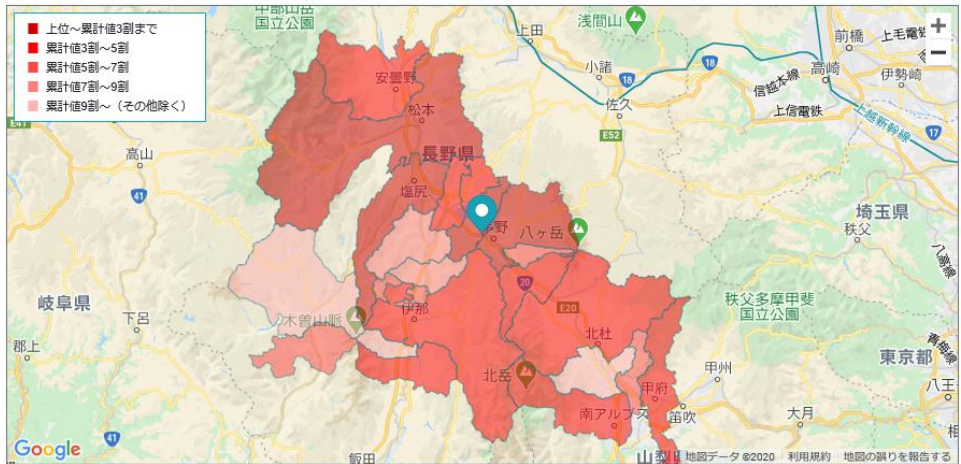 上位～累計値3割まで
累計値3割～5割
累計値5割～7割
累計値7割～9割
累計値9割～（その他除く）
中部山岳
国立公園
浅間山
上田
前橋
上毛電鉄
小諸
18
18
信越本線
高崎
伊勢崎
安曇野
佐久
上信電鉄
上越新幹線
松本
E41
E52
17
高山
長野県
41
塩尻
埼玉県
野
八ヶ岳
秩父
八高線
20
岐阜県
伊那
E20
秩父多摩甲斐
国立公園
木曽山脈
下呂
北杜
郡上
青梅線
東京都
北岳
甲州
甲府
八王
南アルプス
笛吹
大月
41
Google
飯田
山梨
地図データ ©2020
利用規約
地図の誤りを報告する